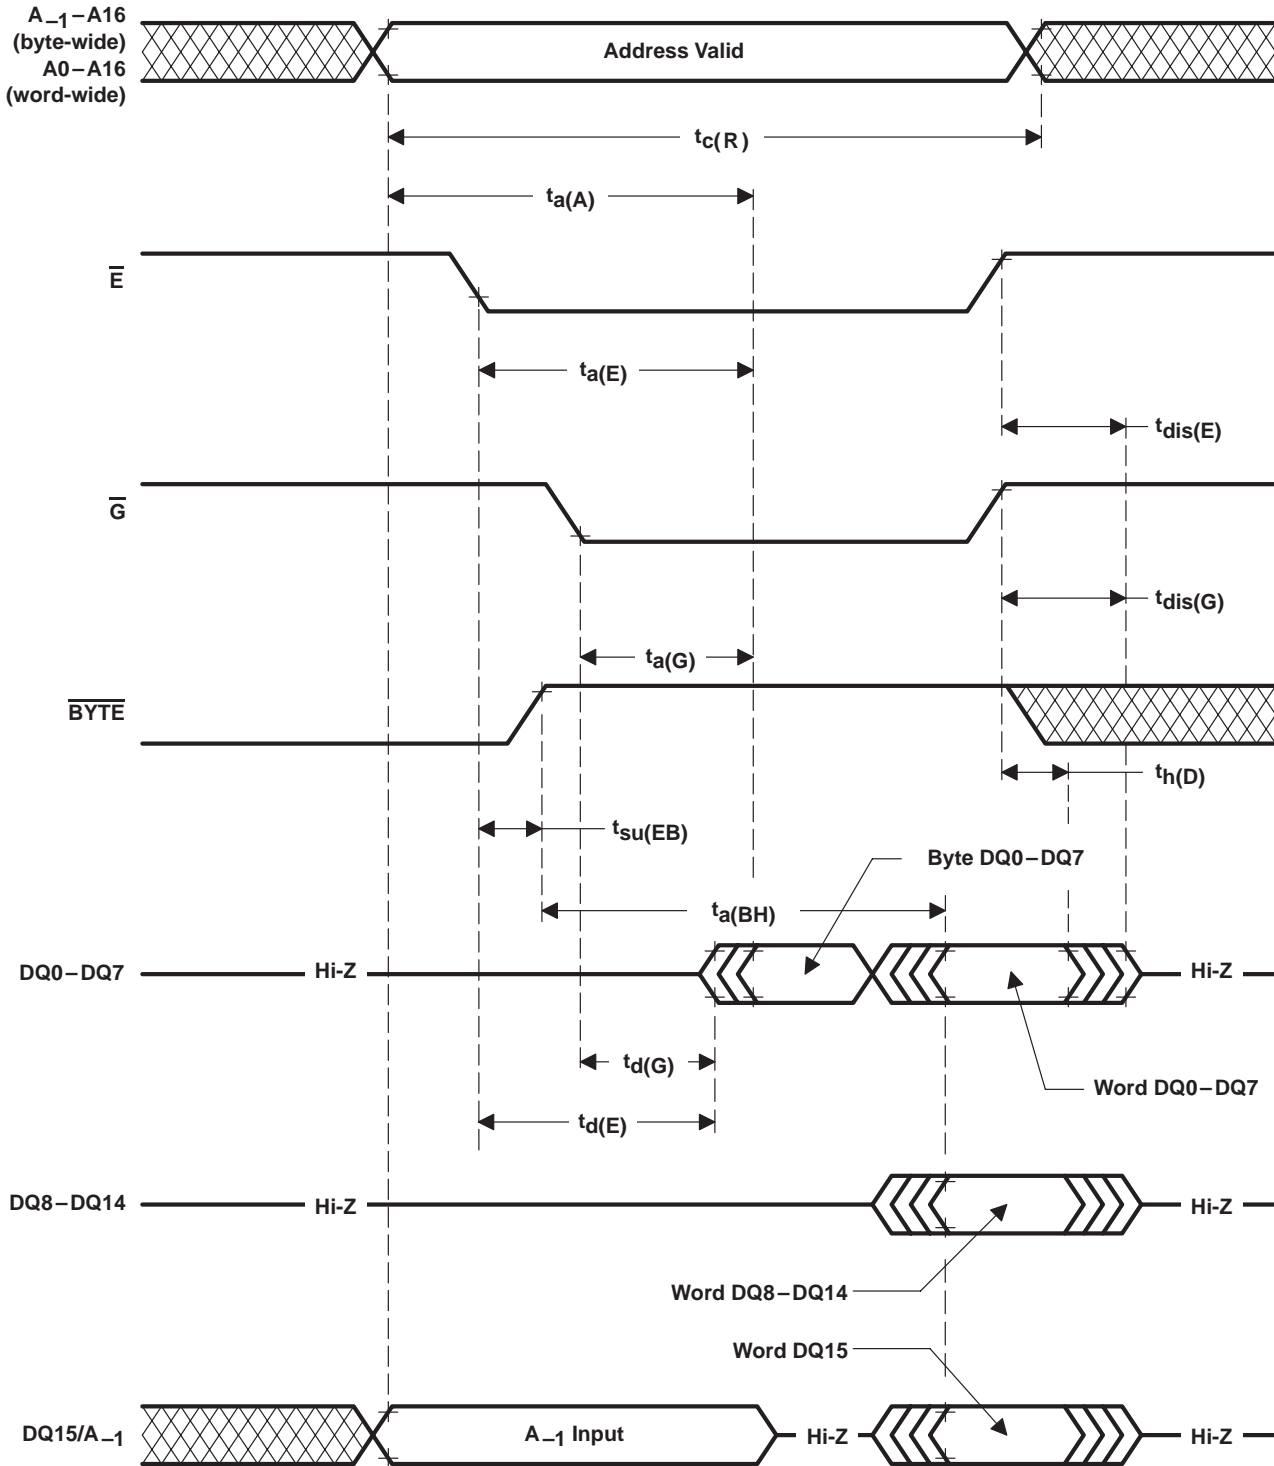 A–1–A16
(byte-wide)
A0–A16
(word-wide)
Address Valid
tc(R)
ta(A)
E
ta(E)
tdis(E)
G
tdis(G)
ta(G)
BYTE
th(D)
tsu(EB)
Byte DQ0–DQ7
ta(BH)
DQ0–DQ7
Hi-Z
Hi-Z
td(G)
Word DQ0–DQ7
td(E)
DQ8–DQ14
Hi-Z
Hi-Z
Word DQ8–DQ14
Word DQ15
DQ15/A–1
A–1 Input
Hi-Z
Hi-Z